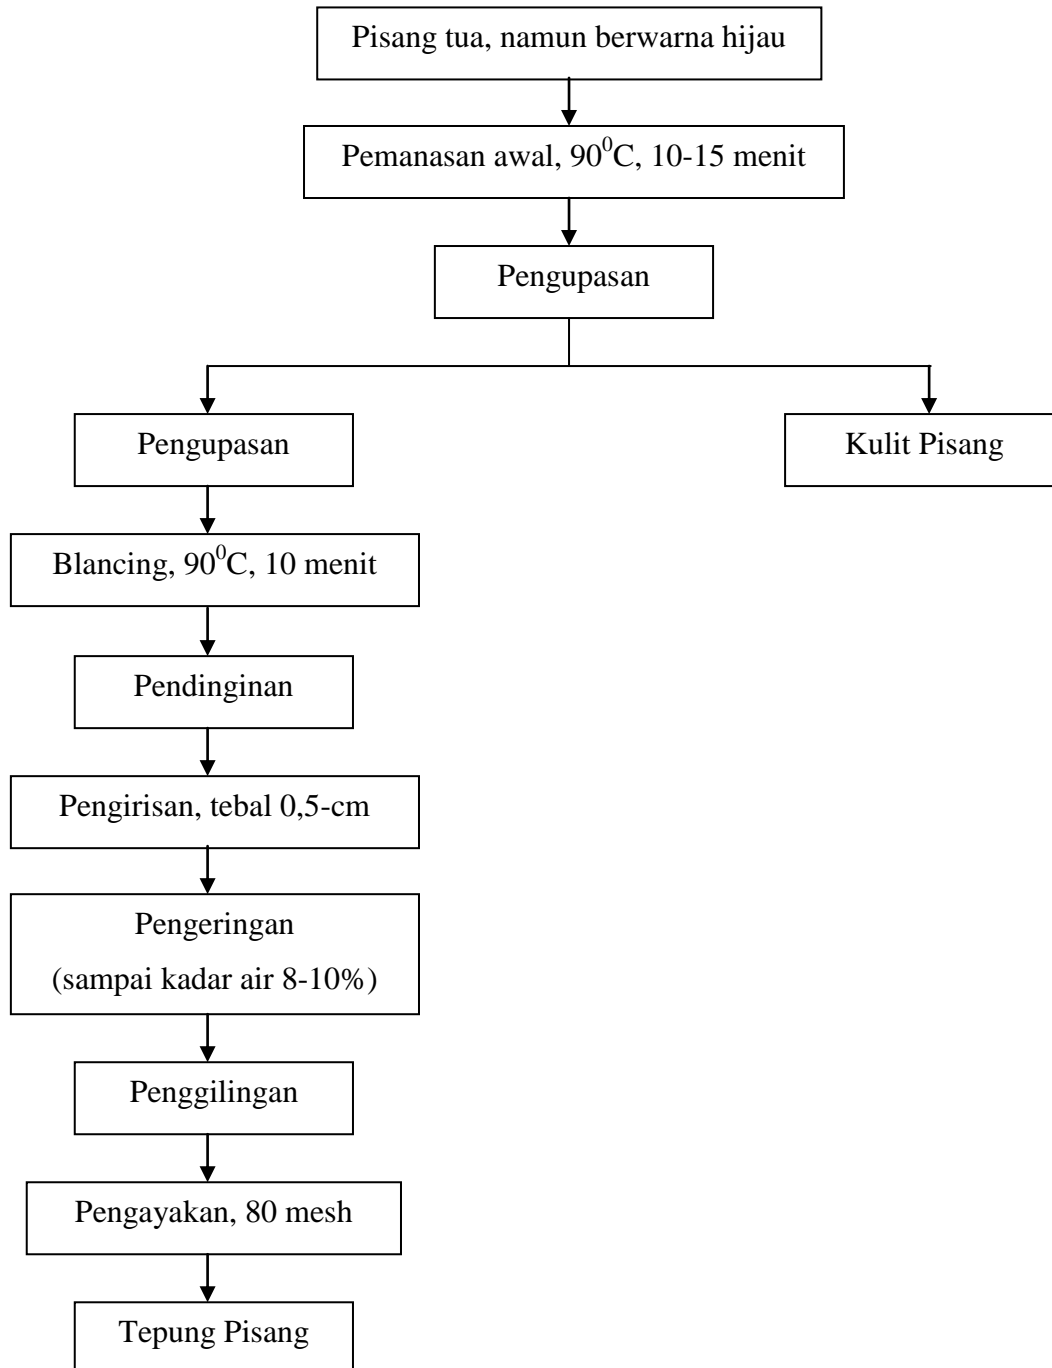 Pisang tua, namun berwarna hijau
Pemanasan awal, 90⁰C, 10-15 menit
Pengupasan
Pengupasan
Kulit Pisang
Blancing, 90⁰C, 10 menit
Pendinginan
Pengirisan, tebal 0,5-cm
Pengeringan
(sampai kadar air 8-10%)
Penggilingan
Pengayakan, 80 mesh
Tepung Pisang